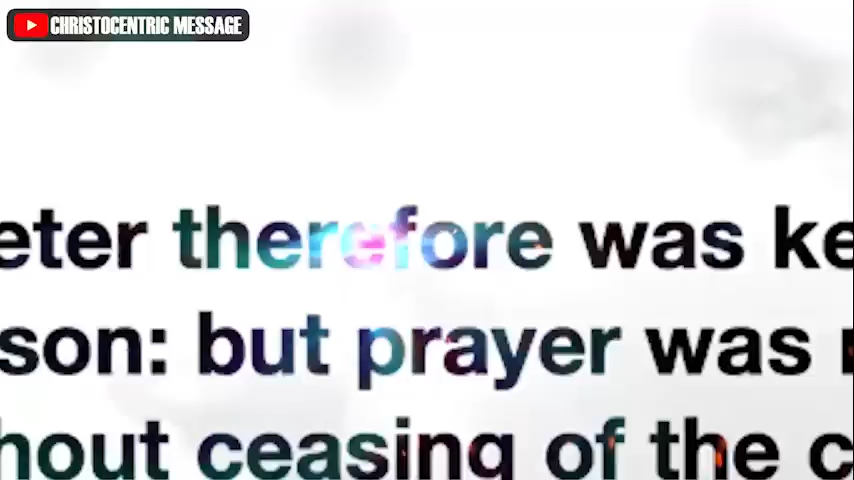 CHRISTOCENTRIC MESSAGE
eter therefore was ke
son: but prayer was
hout ceasing of the c